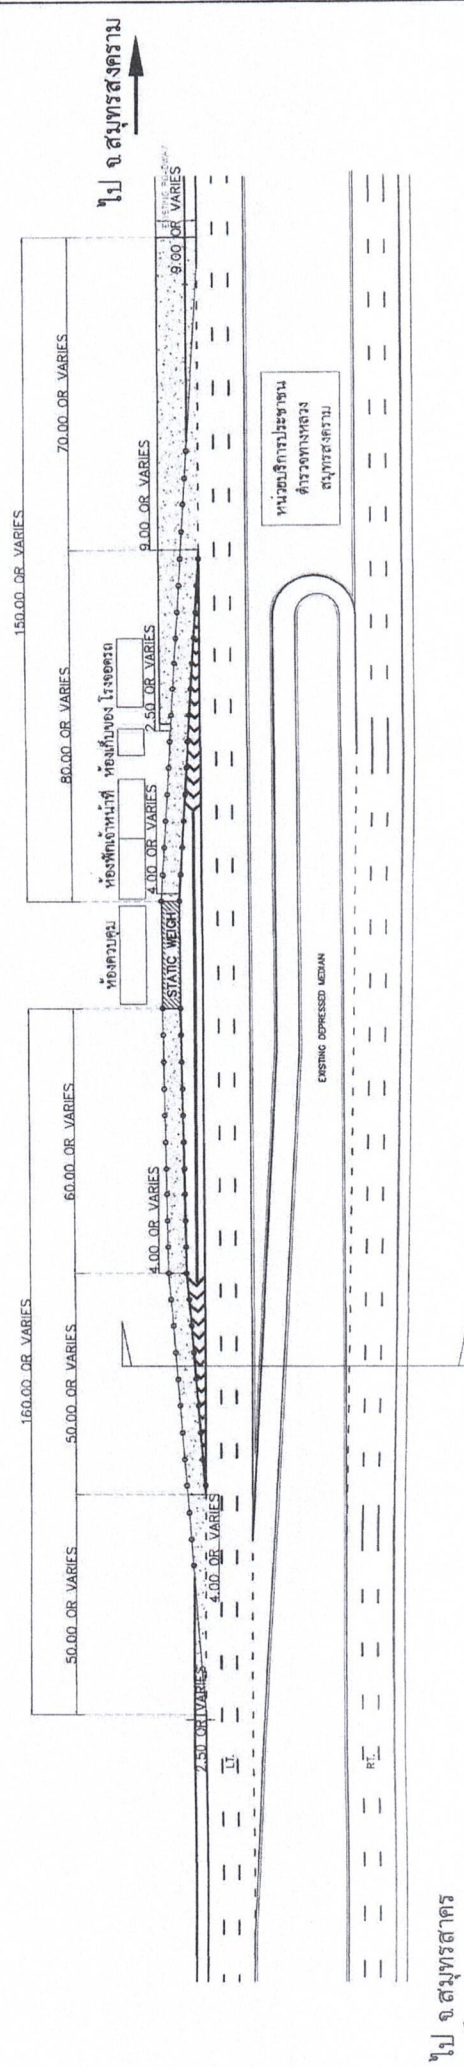 ไป จ.สมุทรสงคราม
150.00 OR VARIES
70.00 OR VARIES
80.00 OR VARIES
160.00 OR VARIES
60.00 OR VARIES
50.00 OR VARIES
50.00 OR VARIES
EXISTING ROADWAY
9.00 OR VARIES
9.00 OR VARIES
2.50 OR VARIES
4.00 OR VARIES
4.00 OR VARIES
4.00 OR VARIES
2.50 OR VARIES
ห้องควบคุม
ห้องพักเจ้าหน้าที่
ห้องเก็บของ
โรงจอดรถ
STATIC WEIGH
หน่วยบริการประชาชน
ตำรวจทางหลวง
สมุทรสงคราม
EXISTING DEPRESSED MEDIAN
LT.
RT.
ไป จ.สมุทรสาคร